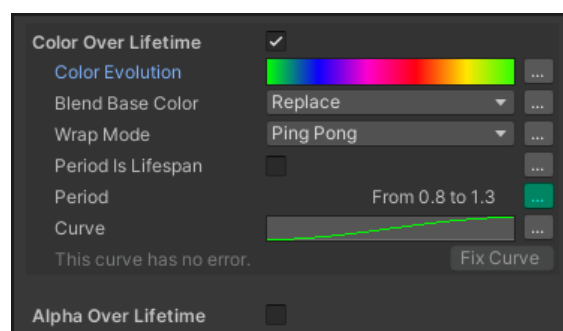 Color Over Lifetime
Color Evolution ...
Blend Base Color Replace ...
Wrap Mode Ping Pong ...
Period Is Lifespan ...
Period From 0.8 to 1.3 ...
Curve ...
This curve has no error. Fix Curve
Alpha Over Lifetime